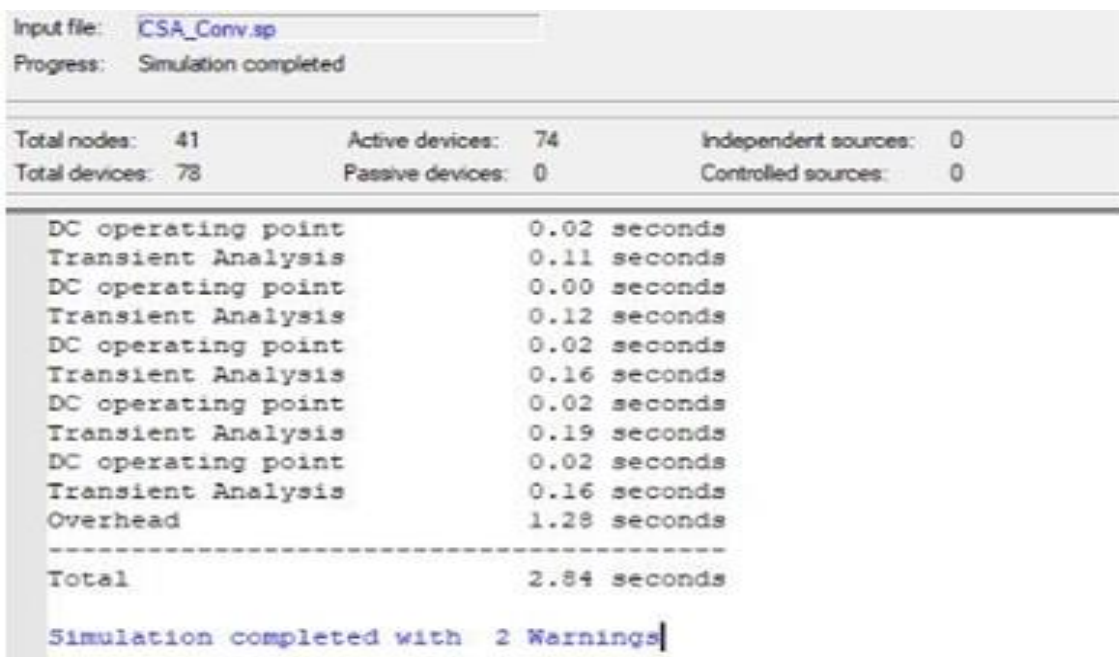 Input file: CSA_Conv.sp
Progress: Simulation completed
Total nodes: 41 Active devices: 74 Independent sources: 0
Total devices: 78 Passive devices: 0 Controlled sources: 0
DC operating point 0.02 seconds
Transient Analysis 0.11 seconds
DC operating point 0.00 seconds
Transient Analysis 0.12 seconds
DC operating point 0.02 seconds
Transient Analysis 0.16 seconds
DC operating point 0.02 seconds
Transient Analysis 0.19 seconds
DC operating point 0.02 seconds
Transient Analysis 0.16 seconds
Overhead 1.28 seconds
-----------------------------------------
Total 2.84 seconds
Simulation completed with 2 Warnings